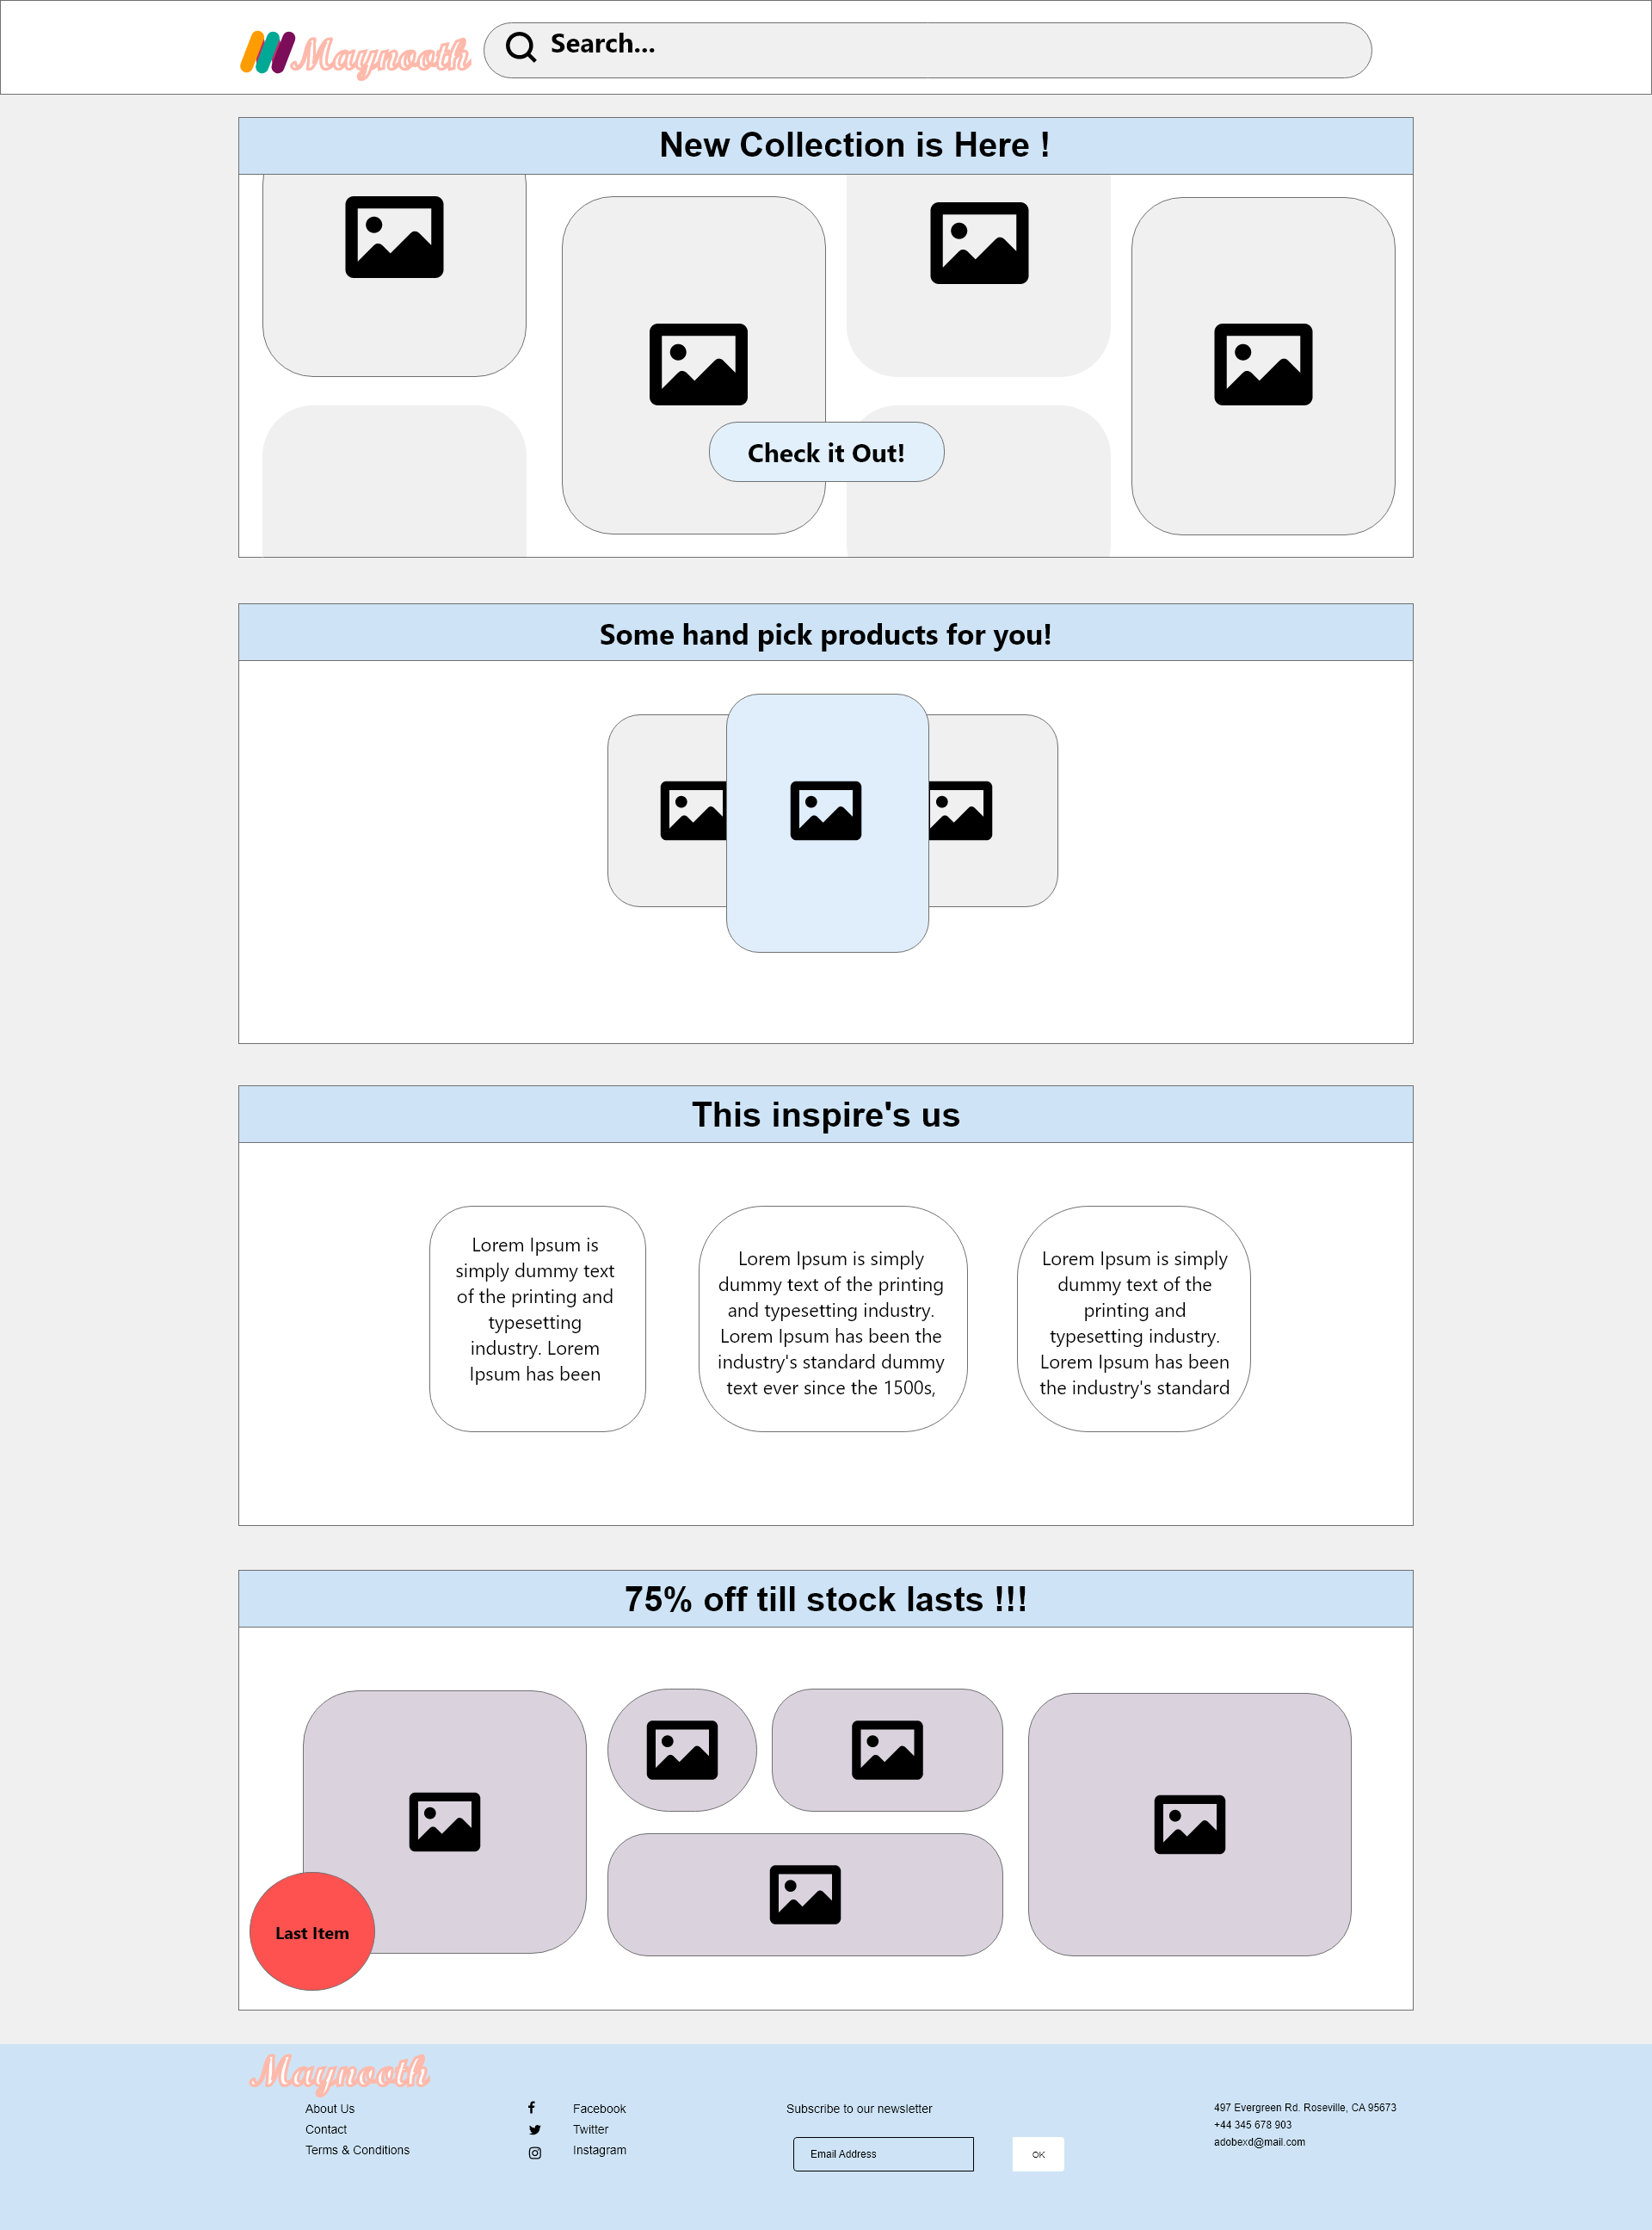 Maynooth
Search...
New Collection is Here !
Check it Out!
Some hand pick products for you!
This inspire's us
Lorem Ipsum is
simply dummy text
of the printing and
typesetting
industry. Lorem
Ipsum has been
Lorem Ipsum is simply
dummy text of the printing
and typesetting industry.
Lorem Ipsum has been the
industry's standard dummy
text ever since the 1500s,
Lorem Ipsum is simply
dummy text of the
printing and
typesetting industry.
Lorem Ipsum has been
the industry's standard
75% off till stock lasts !!!
Last Item
Maynooth
About Us
Contact
Terms & Conditions
Facebook
Twitter
Instagram
Subscribe to our newsletter
Email Address
OK
497 Evergreen Rd. Roseville, CA 95673
+44 345 678 903
adobexd@mail.com